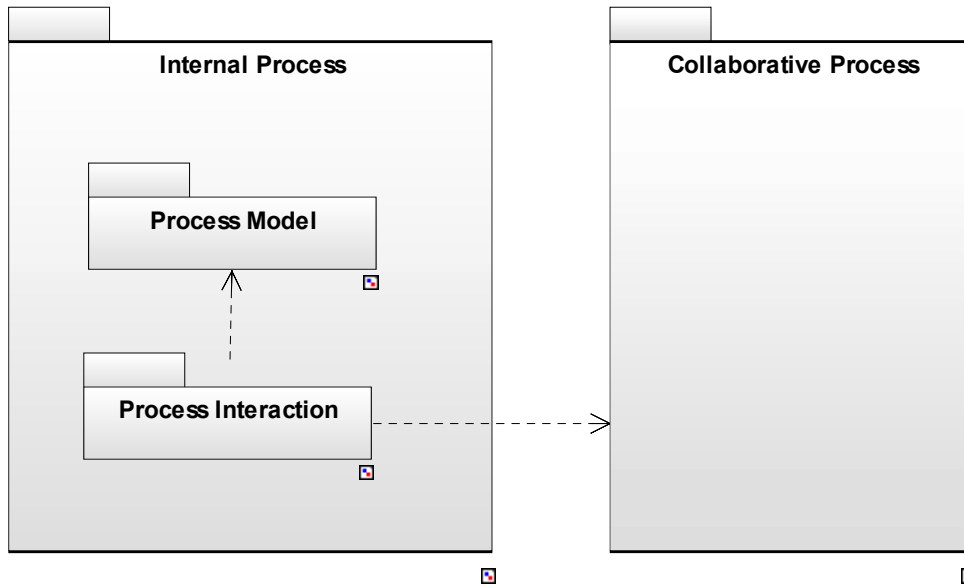 Internal Process
Collaborative Process
Process Model
Process Interaction